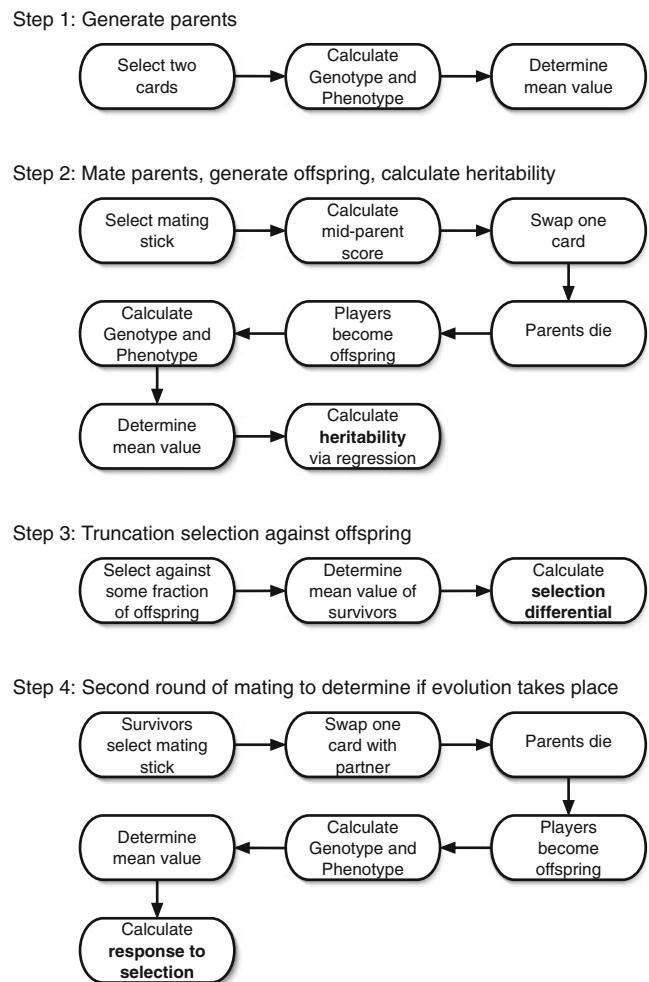 Step 1: Generate parents
Select two
cards
Calculate
Genotype and
Phenotype
Determine
mean value
Step 2: Mate parents, generate offspring, calculate heritability
Select mating
stick
Calculate
mid-parent
score
Swap one
card
Parents die
Players
become
offspring
Calculate
Genotype and
Phenotype
Determine
mean value
Calculate
heritability
via regression
Step 3: Truncation selection against offspring
Select against
some fraction
of offspring
Determine
mean value of
survivors
Calculate
selection
differential
Step 4: Second round of mating to determine if evolution takes place
Survivors
select mating
stick
Swap one
card with
partner
Parents die
Players
become
offspring
Calculate
Genotype and
Phenotype
Determine
mean value
Calculate
response to
selection